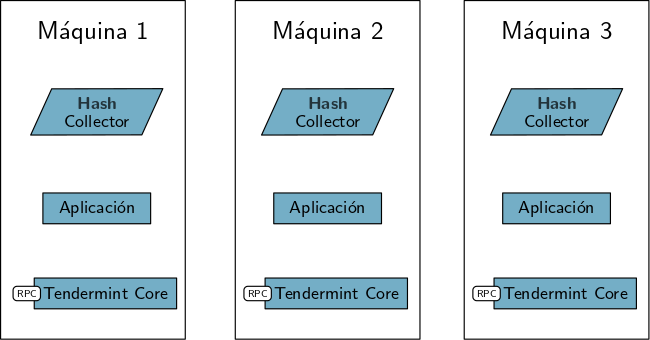 Máquina 1
Hash
Collector
Aplicación
RPC
Tendermint Core
Máquina 2
Hash
Collector
Aplicación
RPC
Tendermint Core
Máquina 3
Hash
Collector
Aplicación
RPC
Tendermint Core